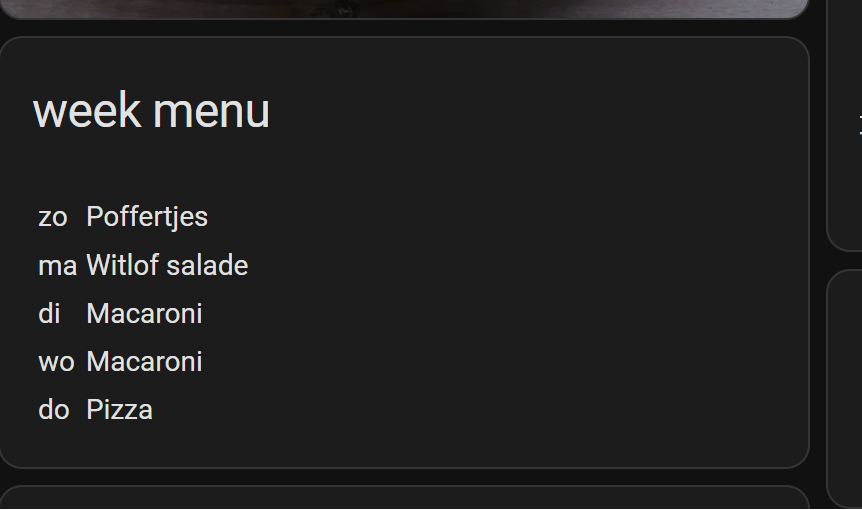 week menu
zo Poffertjes
ma Witlof salade
di Macaroni
wo Macaroni
do Pizza